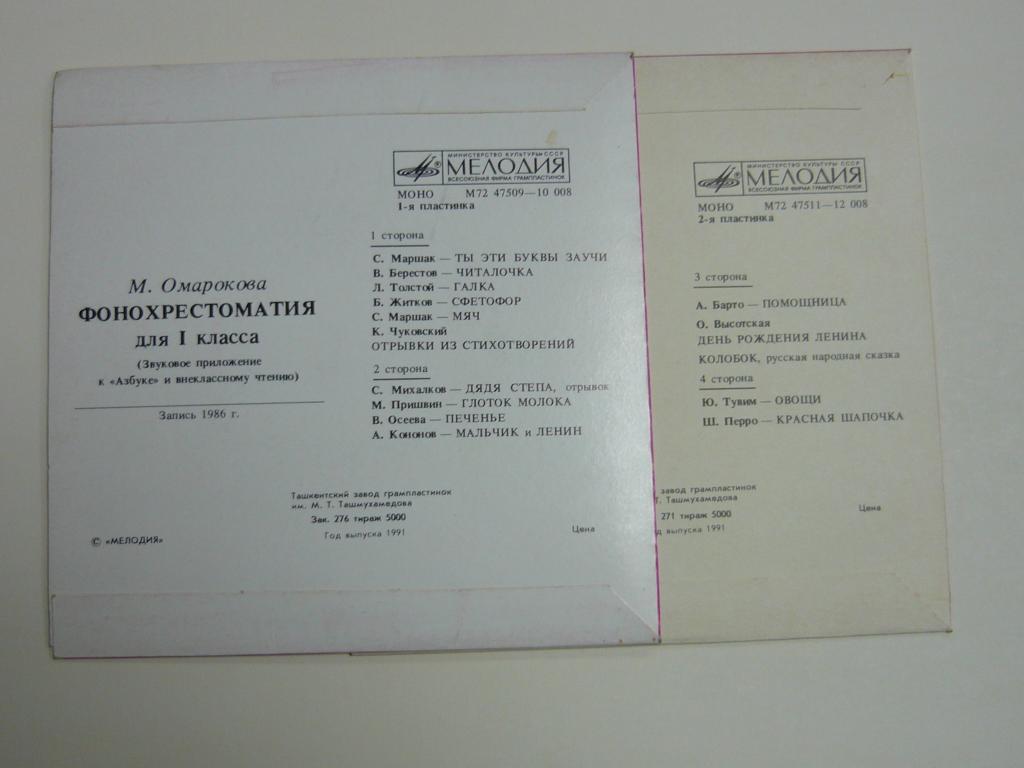 МИНИСТЕРСТВО КУЛЬТУРЫ СССР
МЕЛОДИЯ
ВСЕСОЮЗНАЯ ФИРМА ГРАМПЛАСТИНОК
МОНО М72 47509—10 008
1-я пластинка
М. Омарокова
ФОНОХРЕСТОМАТИЯ
для I класса
(Звуковое приложение
к «Азбуке» и внеклассному чтению)
Запись 1986 г.
1 сторона
С. Маршак — ТЫ ЭТИ БУКВЫ ЗАУЧИ
В. Берестов — ЧИТАЛОЧКА
Л. Толстой — ГАЛКА
Б. Житков — СФЕТОФОР
С. Маршак — МЯЧ
К. Чуковский
ОТРЫВКИ ИЗ СТИХОТВОРЕНИЙ
2 сторона
С. Михалков — ДЯДЯ СТЕПА, отрывок
М. Пришвин — ГЛОТОК МОЛОКА
В. Осеева — ПЕЧЕНЬЕ
А. Кононов — МАЛЬЧИК и ЛЕНИН
Ташкентский завод грампластинок
им. М. Т. Ташмухамедова
Зак. 276 тираж 5000
Год выпуска 1991
Цена
© «МЕЛОДИЯ»
МИНИСТЕРСТВО КУЛЬТУРЫ СССР
МЕЛОДИЯ
ВСЕСОЮЗНАЯ ФИРМА ГРАМПЛАСТИНОК
МОНО М72 47511—12 008
2-я пластинка
3 сторона
А. Барто — ПОМОЩНИЦА
О. Высотская
ДЕНЬ РОЖДЕНИЯ ЛЕНИНА
КОЛОБОК, русская народная сказка
4 сторона
Ю. Тувим — ОВОЩИ
Ш. Перро — КРАСНАЯ ШАПОЧКА
завод грампластинок
Т. Ташмухамедова
271 тираж 5000
д выпуска 1991
Цена